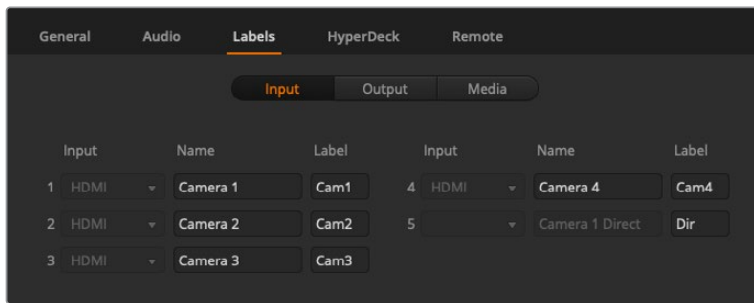 General Audio Labels HyperDeck Remote
Input Output Media
Input Name Label Input Name Label
1 HDMI Camera 1 Cam1 4 HDMI Camera 4 Cam4
2 HDMI Camera 2 Cam2 5 Camera 1 Direct Dir
3 HDMI Camera 3 Cam3